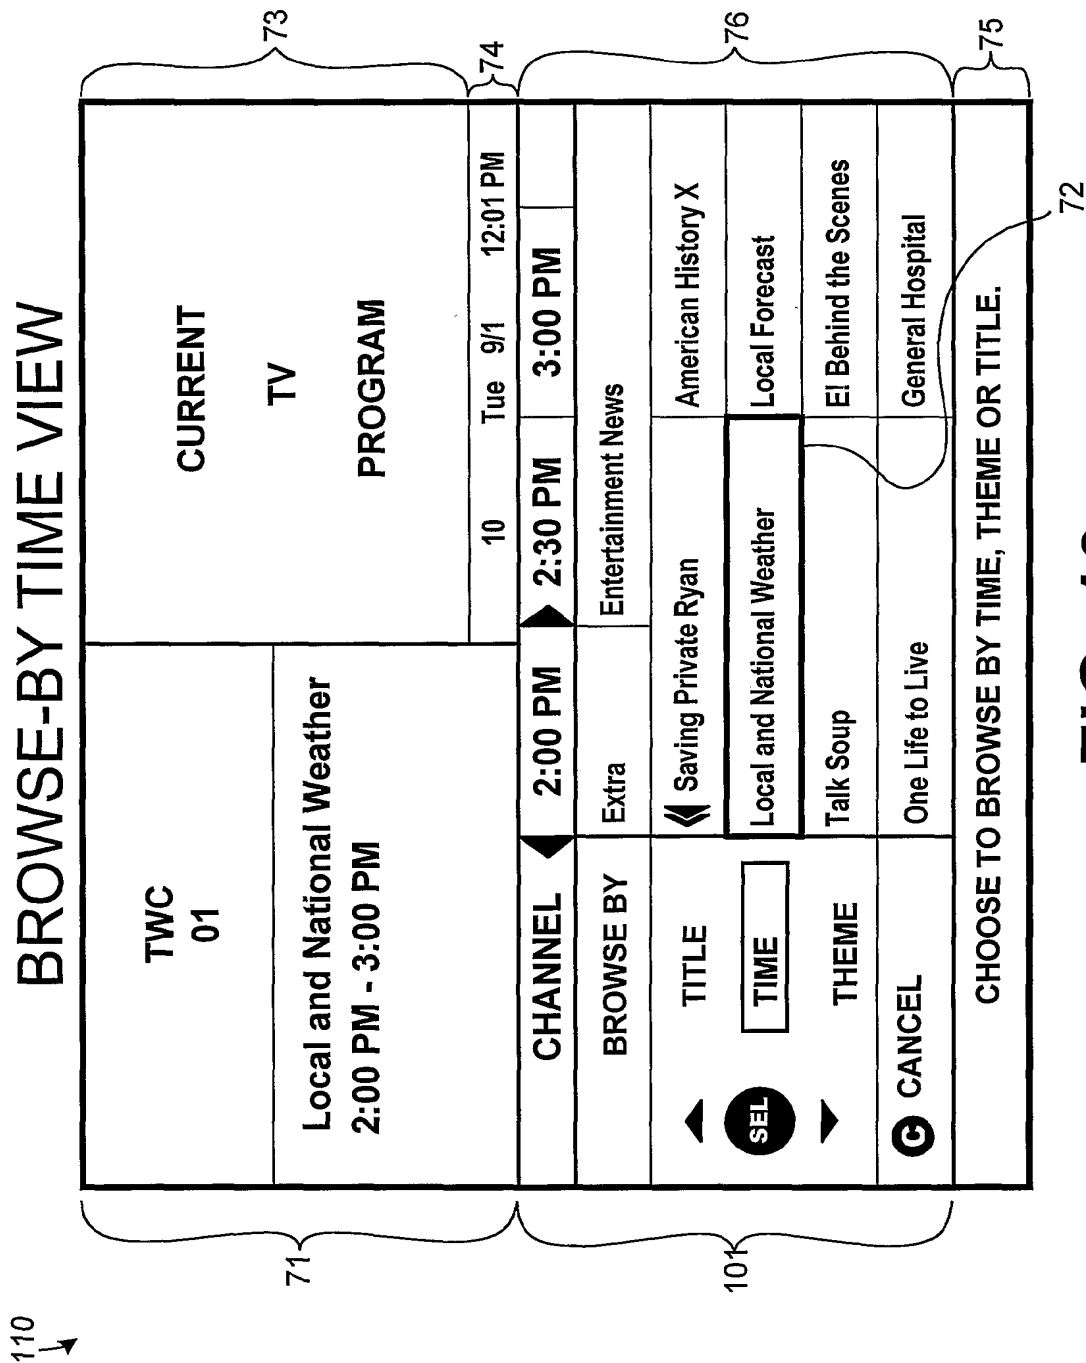 110
BROWSE-BY TIME VIEW
71
TWC
01
Local and National Weather
2:00 PM - 3:00 PM
CURRENT
TV
PROGRAM
73
10 Tue 9/1 12:01 PM
74
CHANNEL 2:00 PM 2:30 PM 3:00 PM
BROWSE BY Extra Entertainment News
TITLE Saving Private Ryan American History X
SEL TIME Local and National Weather Local Forecast
THEME Talk Soup E! Behind the Scenes
C CANCEL One Life to Live General Hospital
101
76
CHOOSE TO BROWSE BY TIME, THEME OR TITLE.
75
72